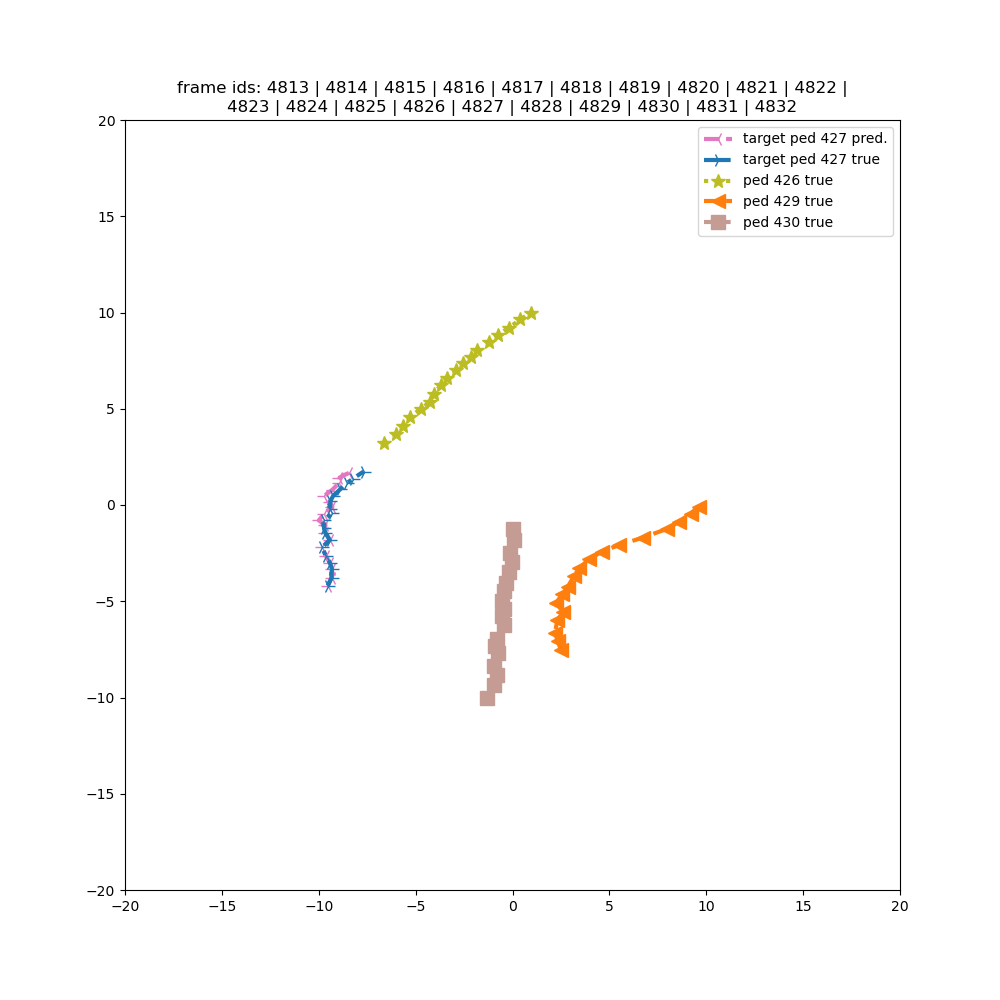 frame ids: 4813 | 4814 | 4815 | 4816 | 4817 | 4818 | 4819 | 4820 | 4821 | 4822 |
4823 | 4824 | 4825 | 4826 | 4827 | 4828 | 4829 | 4830 | 4831 | 4832
target ped 427 pred.
target ped 427 true
ped 426 true
ped 429 true
ped 430 true
20
15
10
5
0
−5
−10
−15
−20
−20 −15 −10 −5 0 5 10 15 20